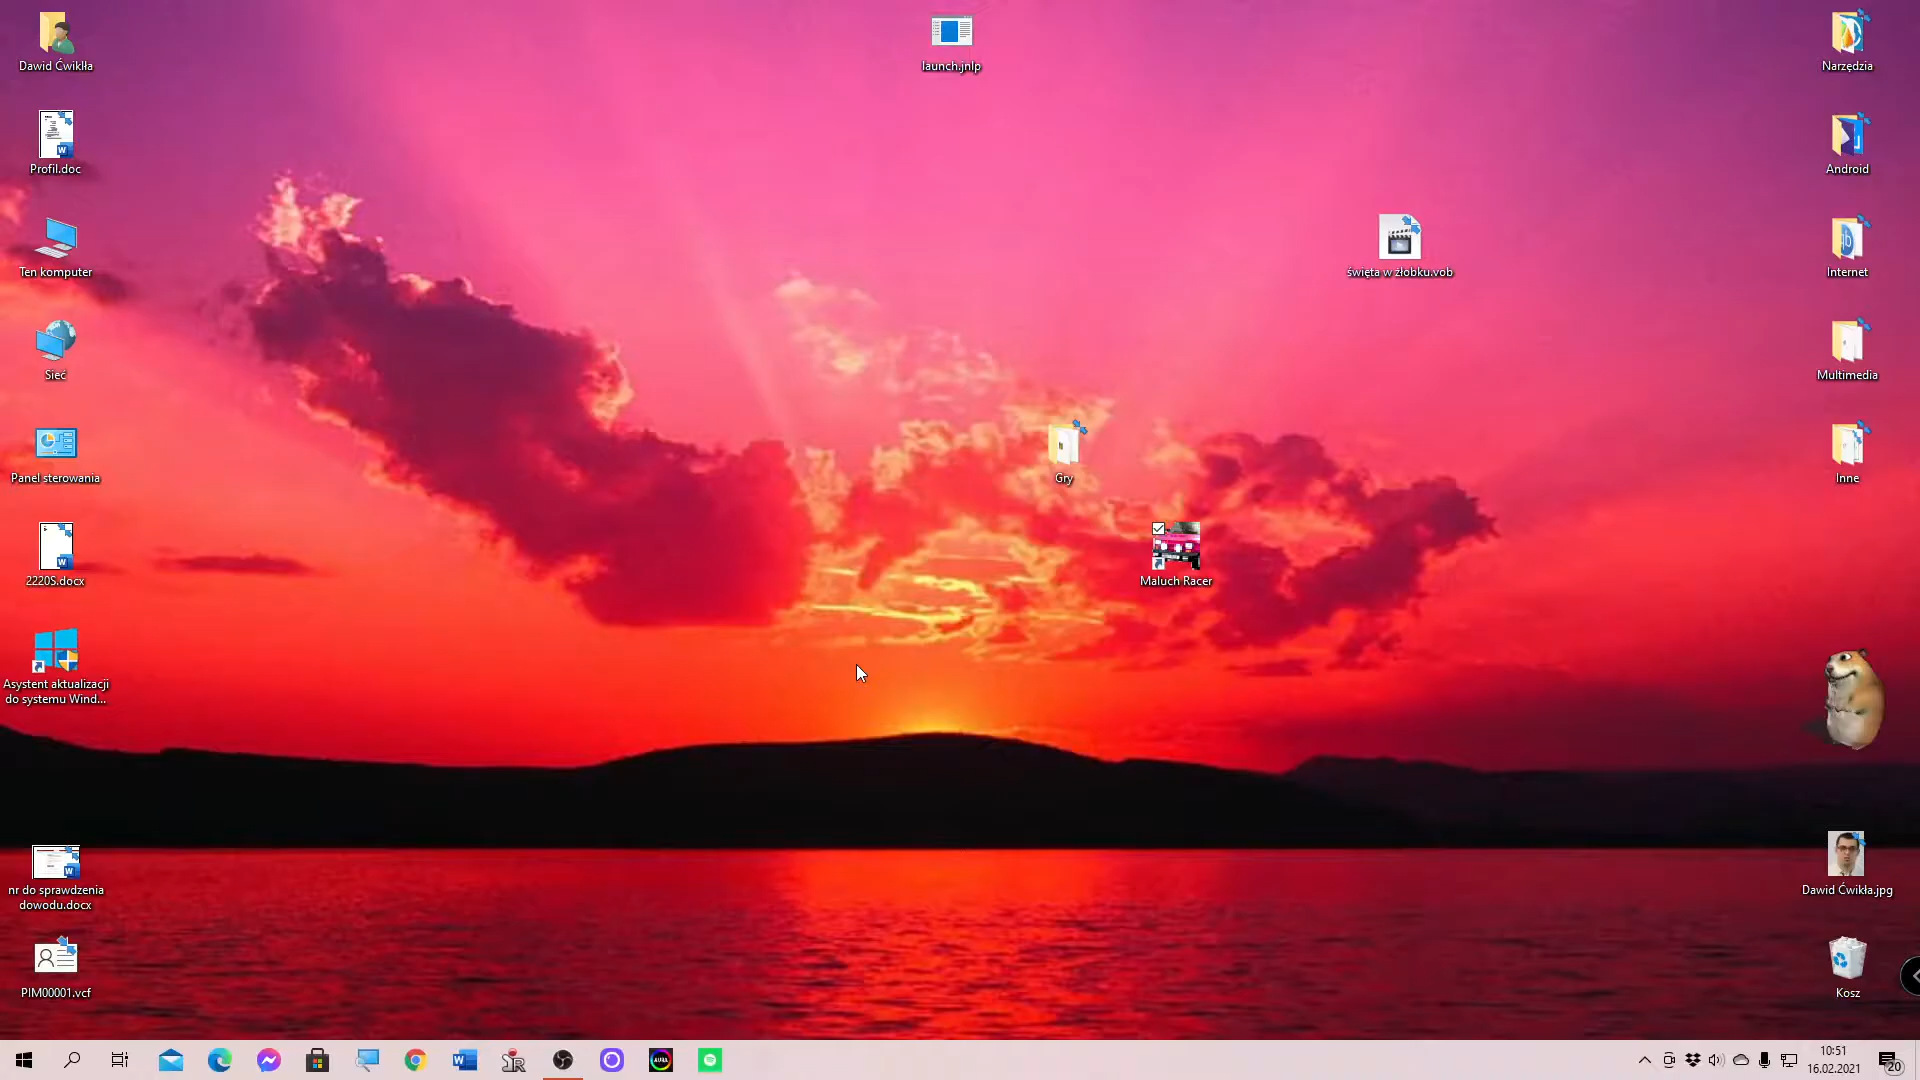 Dawid Ćwikła
launch.jnlp
Narzędzia
Profil.doc
Android
Ten komputer
święta w żłobku.vob
Internet
Sieć
Multimedia
Panel sterowania
Gry
Inne
2220S.docx
Maluch Racer
Asystent aktualizacji
do systemu Wind...
nr do sprawdzenia
dowodu.docx
Dawid Ćwikła.jpg
PIM00001.vcf
Kosz
AURA
10:51
16.02.2021
20